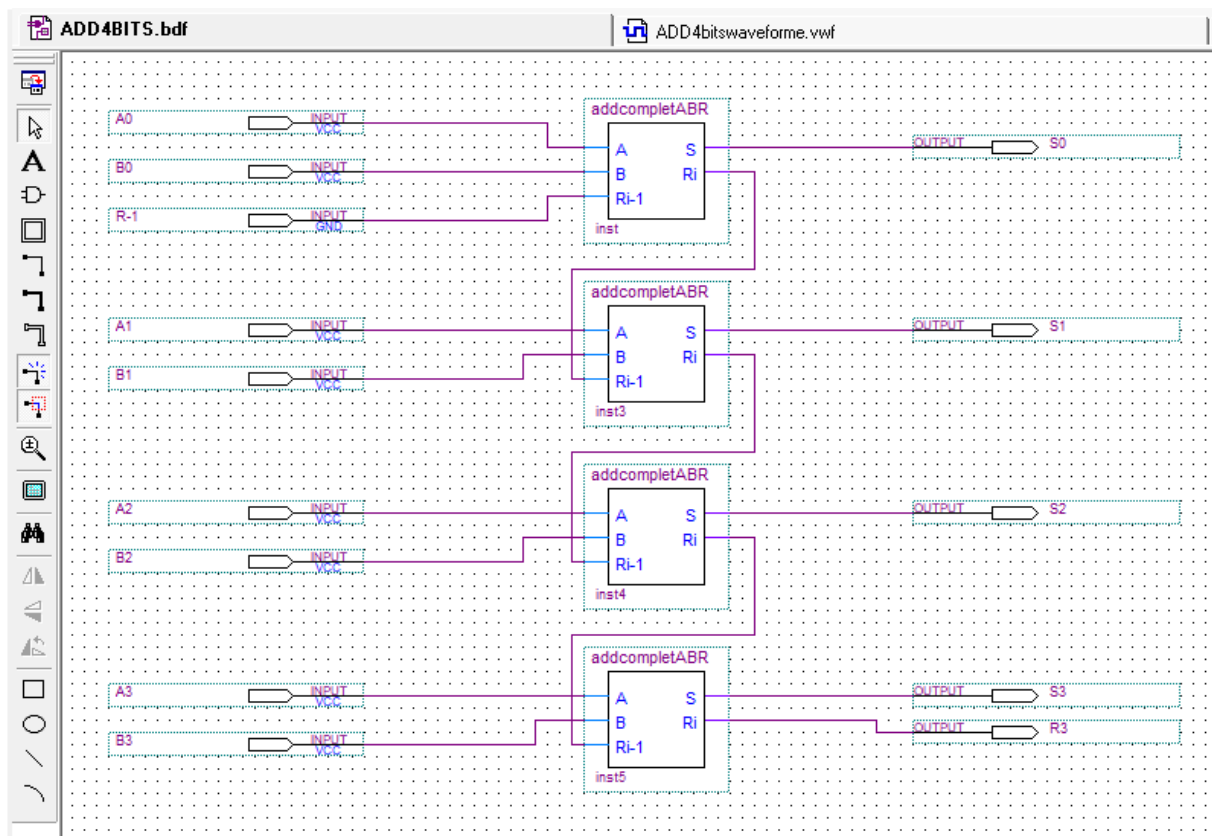 ADD4BITS.bdf
ADD4bitswaveforme.vwf
addcompletABR
A0 INPUT VCC
A S
OUTPUT S0
B0 INPUT VCC
B Ri
R-1 INPUT GND
Ri-1
inst
addcompletABR
A1 INPUT VCC
A S
OUTPUT S1
B1 INPUT VCC
B Ri
Ri-1
inst3
addcompletABR
A2 INPUT VCC
A S
OUTPUT S2
B2 INPUT VCC
B Ri
Ri-1
inst4
addcompletABR
A3 INPUT VCC
A S
OUTPUT S3
B3 INPUT VCC
B Ri
OUTPUT R3
Ri-1
inst5
A